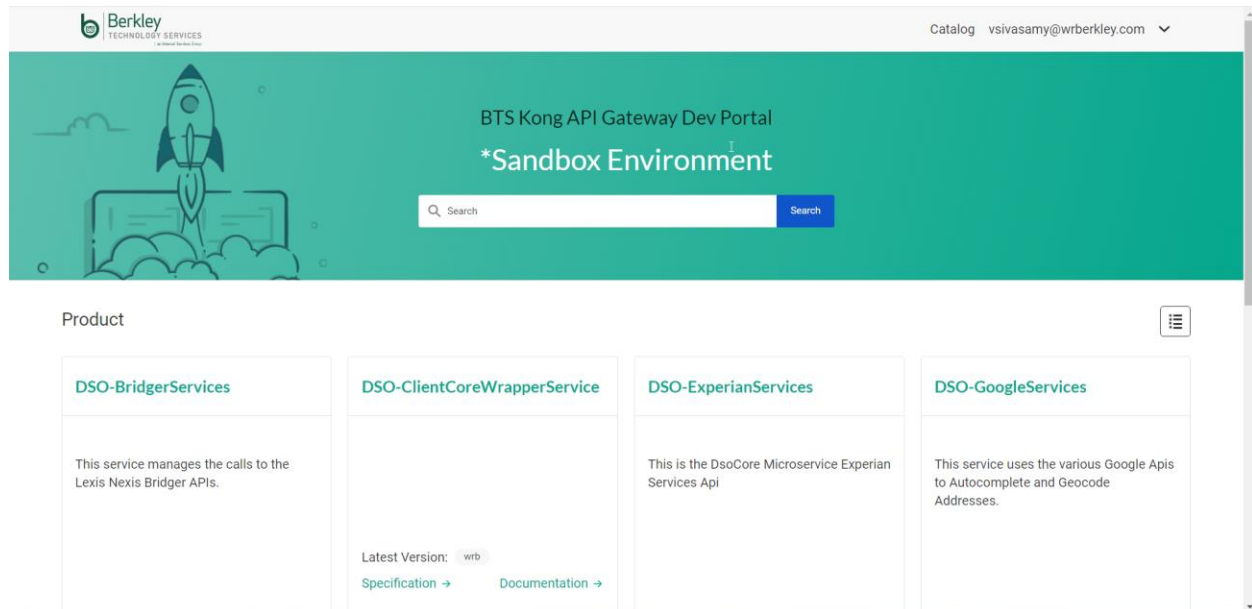 Berkley
TECHNOLOGY SERVICES
Catalog vsivasamy@wrberkley.com
BTS Kong API Gateway Dev Portal
*Sandbox Environment
Search Search
Product
DSO-BridgerServices DSO-ClientCoreWrapperService DSO-ExperianServices DSO-GoogleServices
This service manages the calls to the This is the DsoCore Microservice Experian This service uses the various Google Apis
Lexis Nexis Bridger APIs. Services Api to Autocomplete and Geocode
Addresses.
Latest Version: wrb
Specification → Documentation →